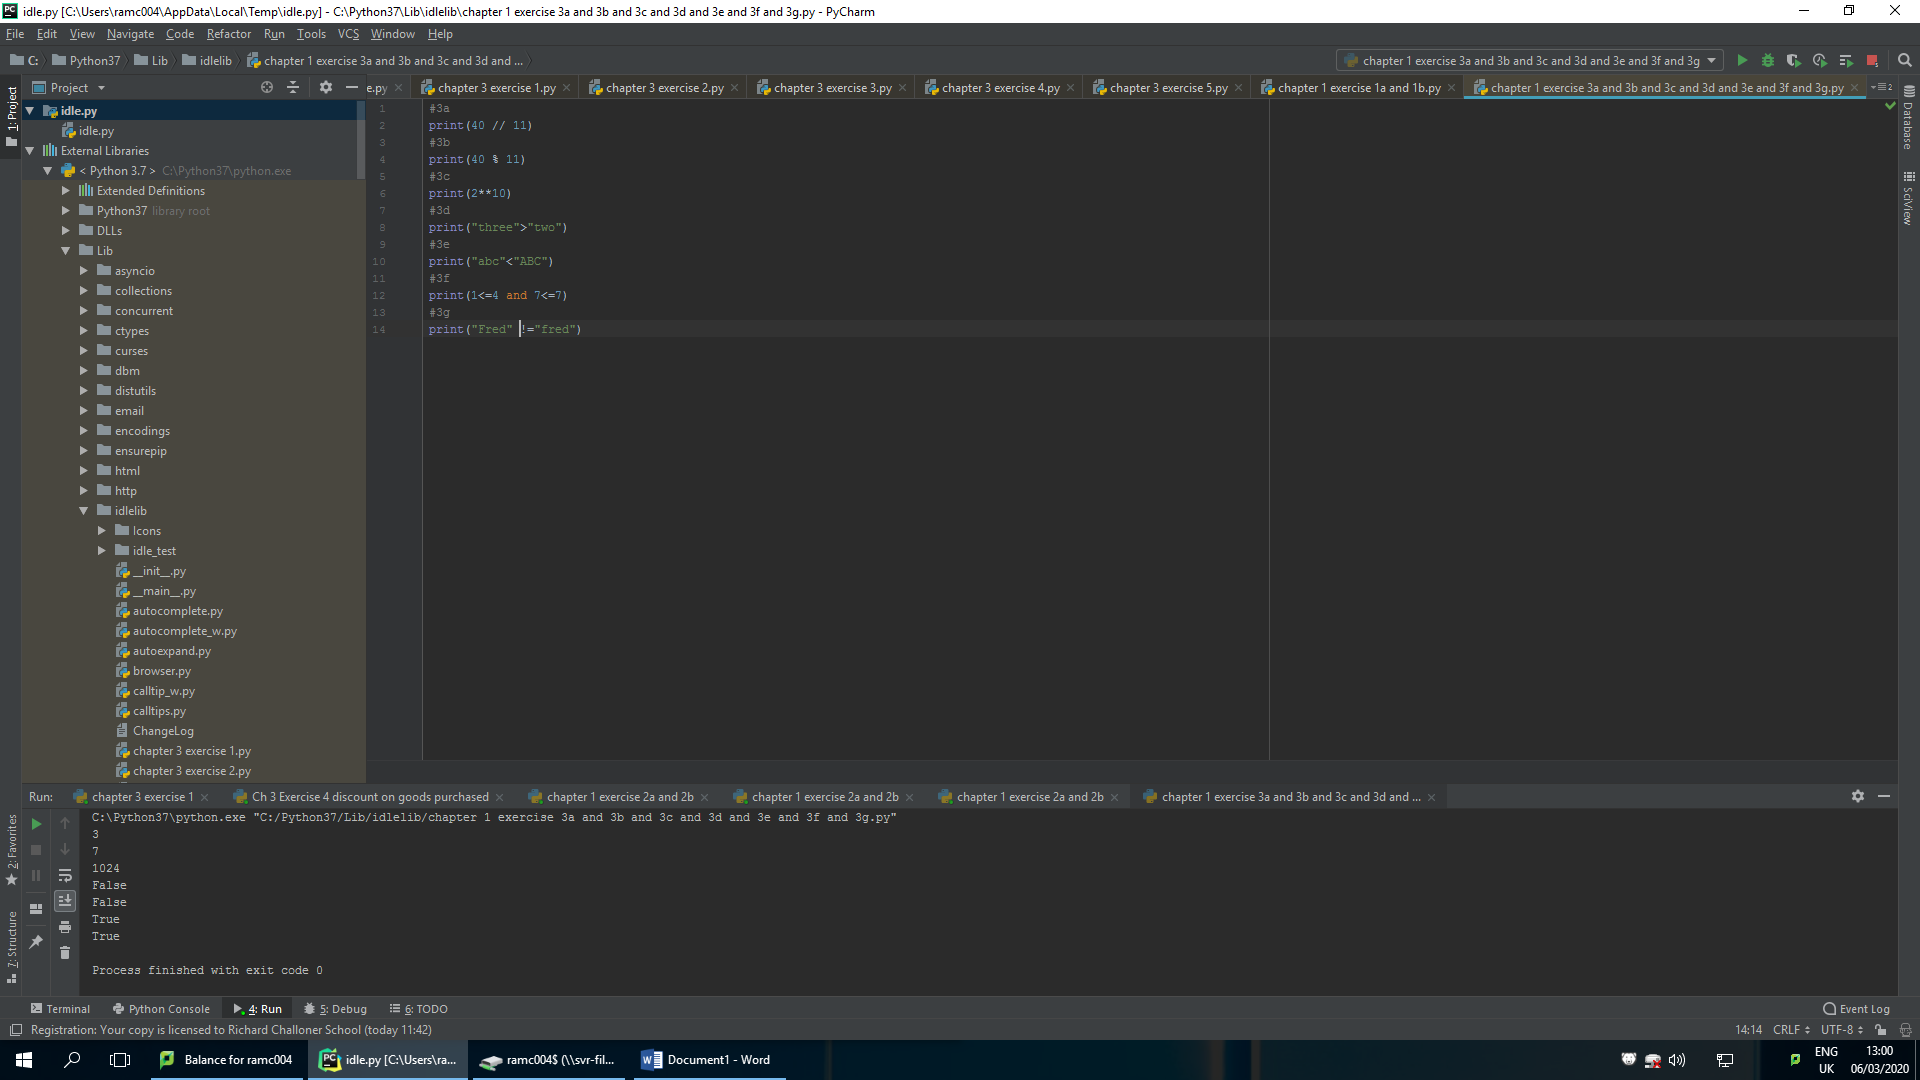 idle.py [C:\Users\ramc004\AppData\Local\Temp\idle.py] - C:\Python37\Lib\idlelib\chapter 1 exercise 3a and 3b and 3c and 3d and 3e and 3f and 3g.py - PyCharm
File Edit View Navigate Code Refactor Run Tools VCS Window Help
C: Python37 Lib idlelib chapter 1 exercise 3a and 3b and 3c and 3d and ... chapter 1 exercise 3a and 3b and 3c and 3d and 3e and 3f and 3g
Project e.py chapter 3 exercise 1.py chapter 3 exercise 2.py chapter 3 exercise 3.py chapter 3 exercise 4.py chapter 3 exercise 5.py chapter 1 exercise 1a and 1b.py chapter 1 exercise 3a and 3b and 3c and 3d and 3e and 3f and 3g.py 2
1: Project
2: Favorites
7: Structure
idle.py
idle.py
External Libraries
< Python 3.7 > C:\Python37\python.exe
Extended Definitions
Python37 library root
DLLs
Lib
asyncio
collections
concurrent
ctypes
curses
dbm
distutils
email
encodings
ensurepip
html
http
idlelib
Icons
idle_test
__init__.py
__main__.py
autocomplete.py
autocomplete_w.py
autoexpand.py
browser.py
calltip_w.py
calltips.py
ChangeLog
chapter 3 exercise 1.py
chapter 3 exercise 2.py
1 #3a
2 print(40 // 11)
3 #3b
4 print(40 % 11)
5 #3c
6 print(2**10)
7 #3d
8 print("three">"two")
9 #3e
10 print("abc"<"ABC")
11 #3f
12 print(1<=4 and 7<=7)
13 #3g
14 print("Fred" !="fred")
Database
SciView
Run: chapter 3 exercise 1 Ch 3 Exercise 4 discount on goods purchased chapter 1 exercise 2a and 2b chapter 1 exercise 2a and 2b chapter 1 exercise 2a and 2b chapter 1 exercise 3a and 3b and 3c and 3d and ...
C:\Python37\python.exe "C:/Python37/Lib/idlelib/chapter 1 exercise 3a and 3b and 3c and 3d and 3e and 3f and 3g.py"
3
7
1024
False
False
True
True
Process finished with exit code 0
Terminal Python Console 4: Run 5: Debug 6: TODO Event Log
Registration: Your copy is licensed to Richard Challoner School (today 11:42) 14:14 CRLF UTF-8
Balance for ramc004 idle.py [C:\Users\ra... ramc004$ (\\svr-fil... Document1 - Word ENG 13:00
UK 06/03/2020